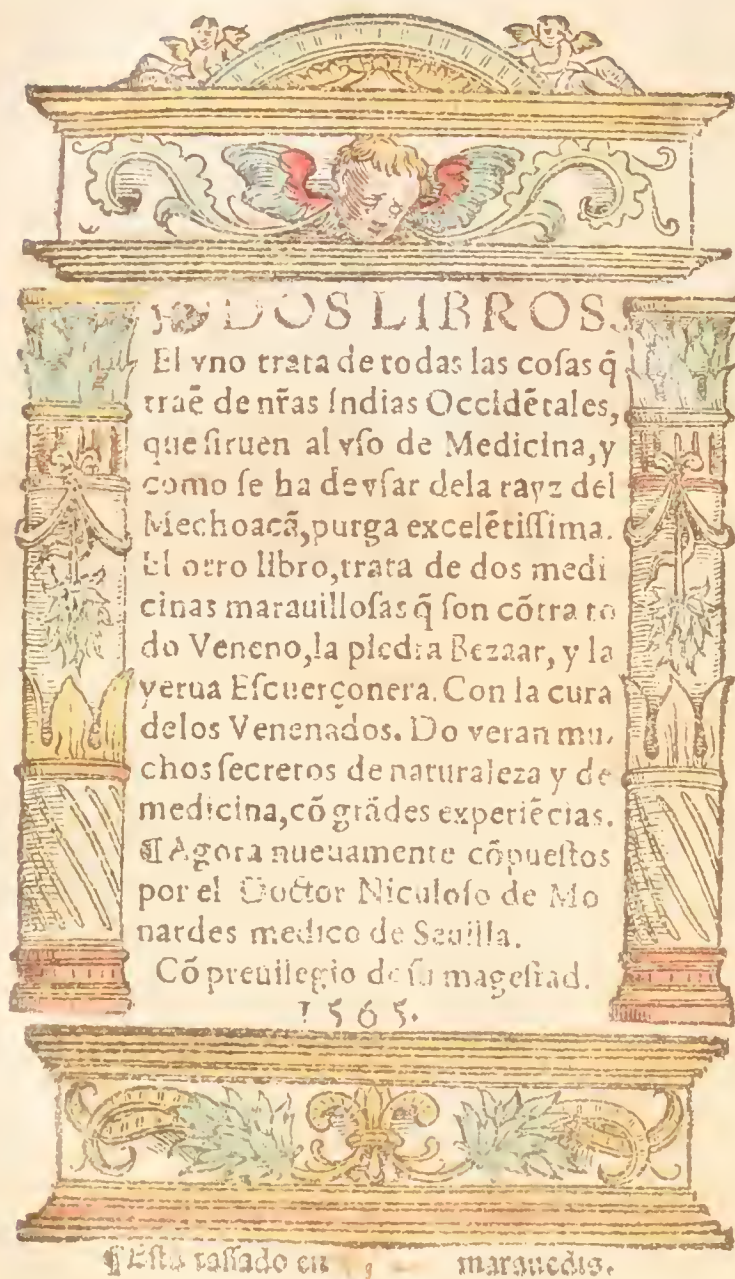 DOS LIBROS.
El vno trata de todas las coſas q̃
traẽ de nr̃as Indias Occidẽtales,
que ſiruen al vſo de Medicina, y
como ſe ha de vſar dela rayz del
Mechoacã, purga excelẽtiſſima.
El otro libro, trata de dos medi
cinas marauilloſas q̃ ſon cõtra to
do Veneno, la piedra Bezaar, y la
yerua Eſcuerçonera. Con la cura
delos Venenados. Do veran mu-
chos ſecretos de naturaleza y de
medicina, cõ grãdes experiẽcias.
¶ Agora nueuamente cõpueſtos
por el Doctor Niculoſo de Mo
nardes medico de Seuilla.
Cõ preuilegio de ſu mageſtad.
1565.
¶ Eſta taſſado en marauedis.